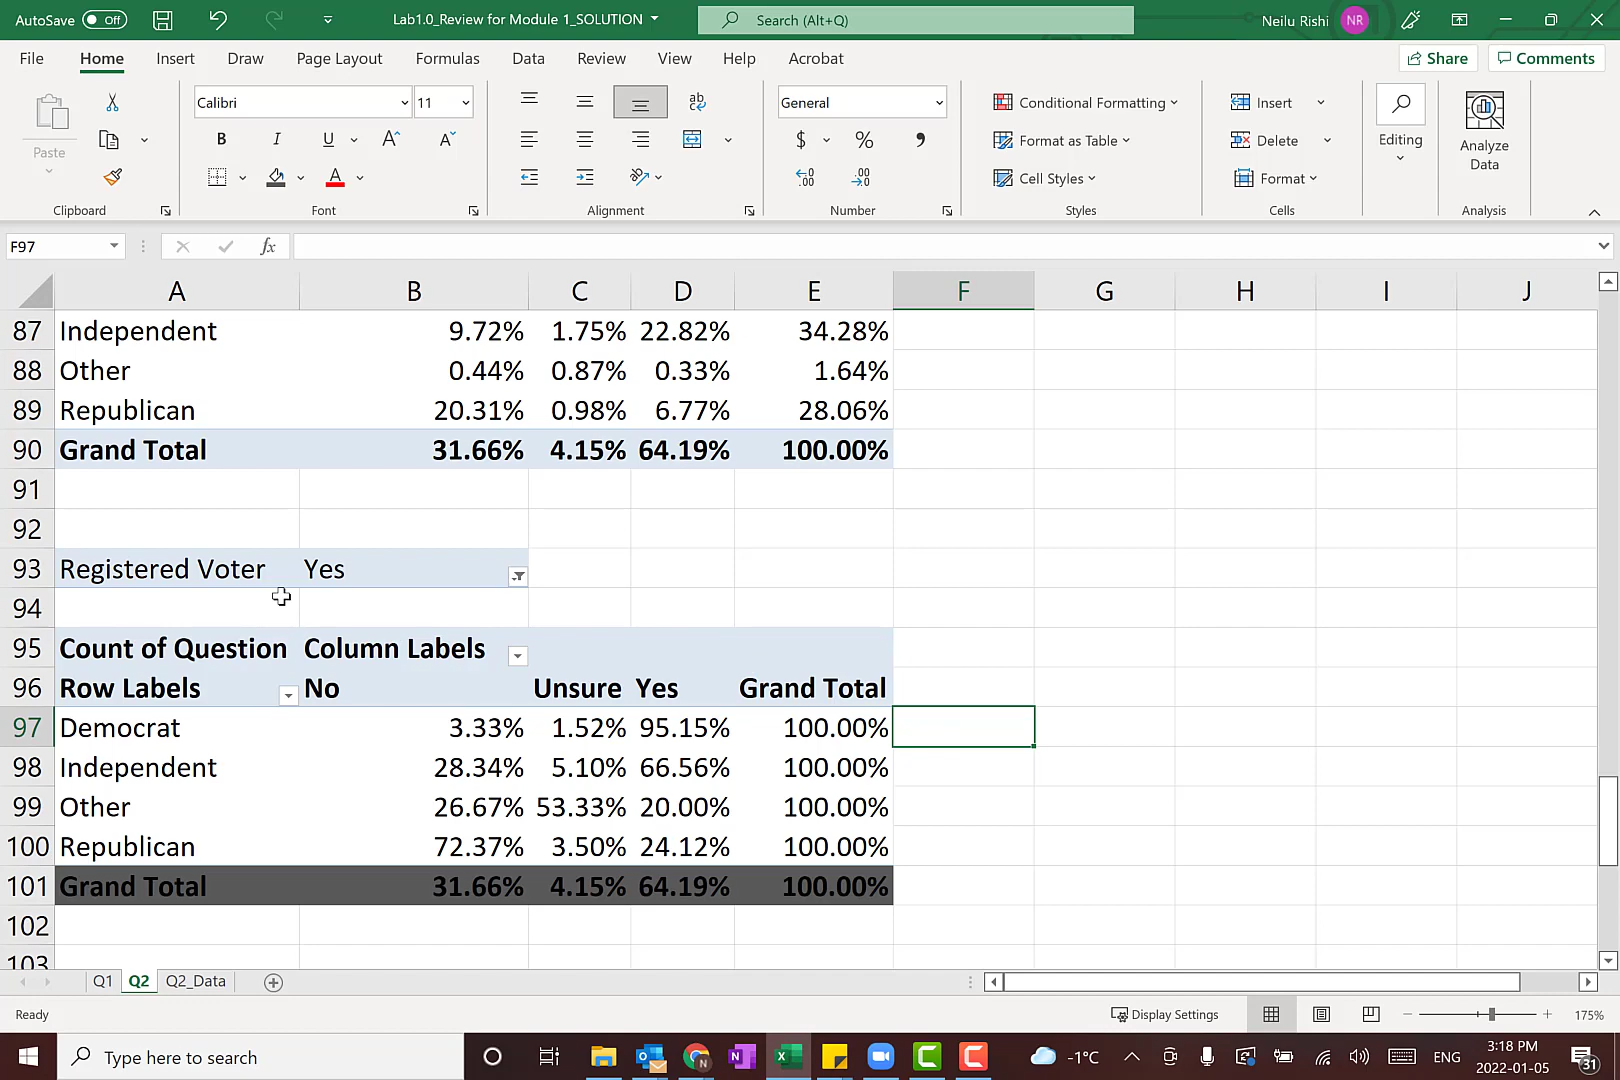 AutoSave Off Lab1.0_Review for Module 1_SOLUTION Search (Alt+Q) Neilu Rishi NR
File Home Insert Draw Page Layout Formulas Data Review View Help Acrobat Share Comments
Calibri 11 General Conditional Formatting Insert
Paste B I U A A $ % Format as Table Delete Editing Analyze Data
A Cell Styles Format
Clipboard Font Alignment Number Styles Cells Analysis
F97 fx
A B C D E F G H I J
87 Independent 9.72% 1.75% 22.82% 34.28%
88 Other 0.44% 0.87% 0.33% 1.64%
89 Republican 20.31% 0.98% 6.77% 28.06%
90 Grand Total 31.66% 4.15% 64.19% 100.00%
91
92
93 Registered Voter Yes
94
95 Count of Question Column Labels
96 Row Labels No Unsure Yes Grand Total
97 Democrat 3.33% 1.52% 95.15% 100.00%
98 Independent 28.34% 5.10% 66.56% 100.00%
99 Other 26.67% 53.33% 20.00% 100.00%
100 Republican 72.37% 3.50% 24.12% 100.00%
101 Grand Total 31.66% 4.15% 64.19% 100.00%
102
103
Q1 Q2 Q2_Data
Ready Display Settings 175%
Type here to search -1°C ENG 3:18 PM
2022-01-05 31